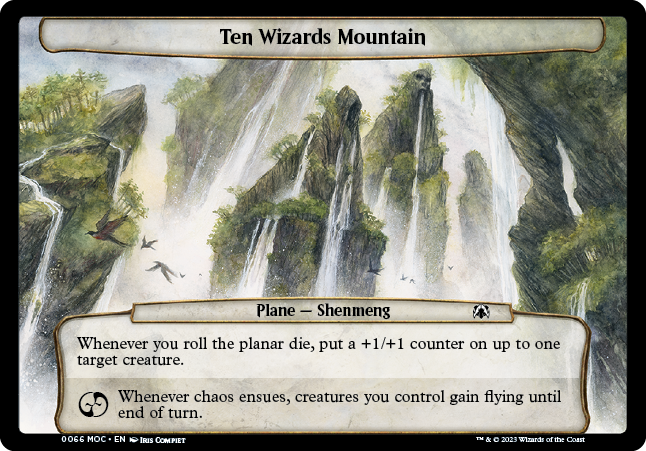 Ten Wizards Mountain
Plane — Shenmeng
Whenever you roll the planar die, put a +1/+1 counter on up to one
target creature.
Whenever chaos ensues, creatures you control gain flying until
end of turn.
0066 MOC • EN Iris Compiet
™ & © 2023 Wizards of the Coast